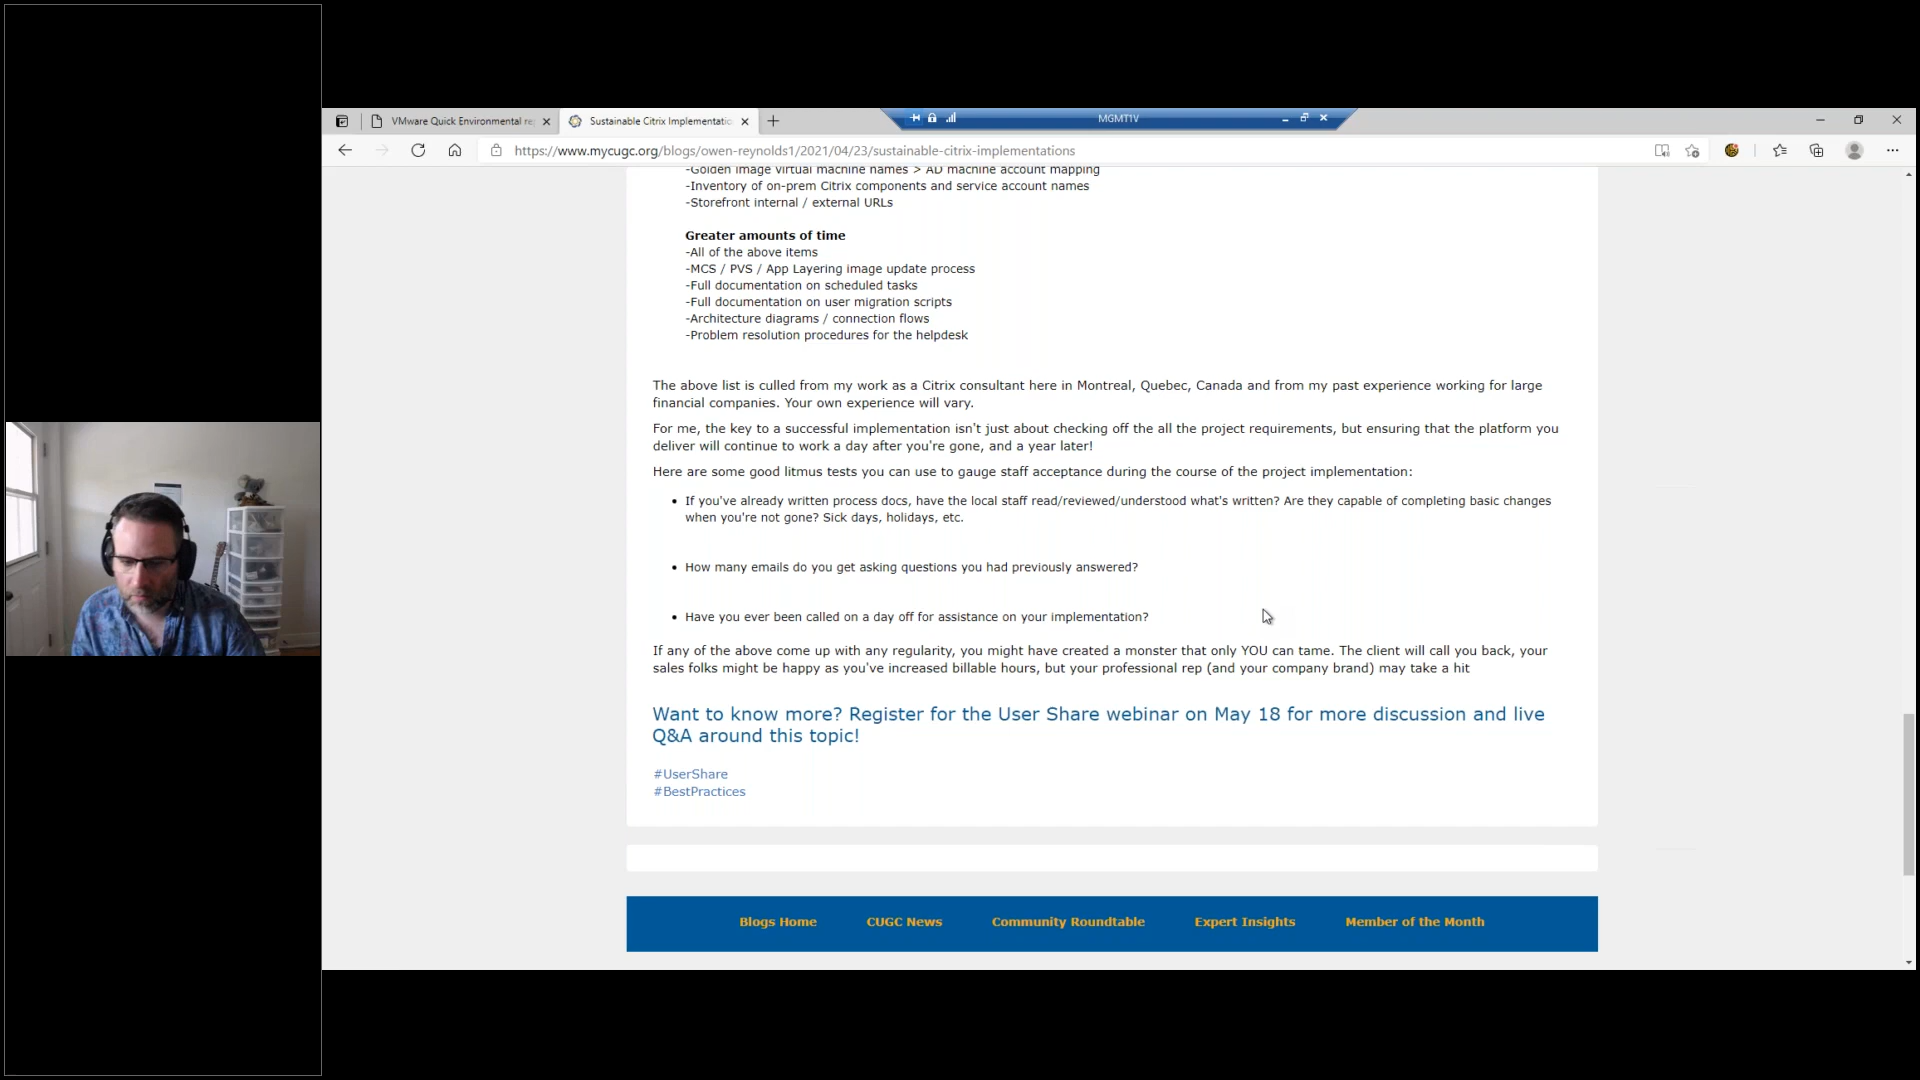 VMware Quick Environmental re
Sustainable Citrix Implementatio
MGMT1V
https://www.mycugc.org/blogs/owen-reynolds1/2021/04/23/sustainable-citrix-implementations
-Golden image virtual machine names > AD machine account mapping
-Inventory of on-prem Citrix components and service account names
-Storefront internal / external URLs
Greater amounts of time
-All of the above items
-MCS / PVS / App Layering image update process
-Full documentation on scheduled tasks
-Full documentation on user migration scripts
-Architecture diagrams / connection flows
-Problem resolution procedures for the helpdesk
The above list is culled from my work as a Citrix consultant here in Montreal, Quebec, Canada and from my past experience working for large
financial companies. Your own experience will vary.
For me, the key to a successful implementation isn't just about checking off the all the project requirements, but ensuring that the platform you
deliver will continue to work a day after you're gone, and a year later!
Here are some good litmus tests you can use to gauge staff acceptance during the course of the project implementation:
• If you've already written process docs, have the local staff read/reviewed/understood what's written? Are they capable of completing basic changes
when you're not gone? Sick days, holidays, etc.
• How many emails do you get asking questions you had previously answered?
• Have you ever been called on a day off for assistance on your implementation?
If any of the above come up with any regularity, you might have created a monster that only YOU can tame. The client will call you back, your
sales folks might be happy as you've increased billable hours, but your professional rep (and your company brand) may take a hit
Want to know more? Register for the User Share webinar on May 18 for more discussion and live
Q&A around this topic!
#UserShare
#BestPractices
Blogs Home CUGC News Community Roundtable Expert Insights Member of the Month